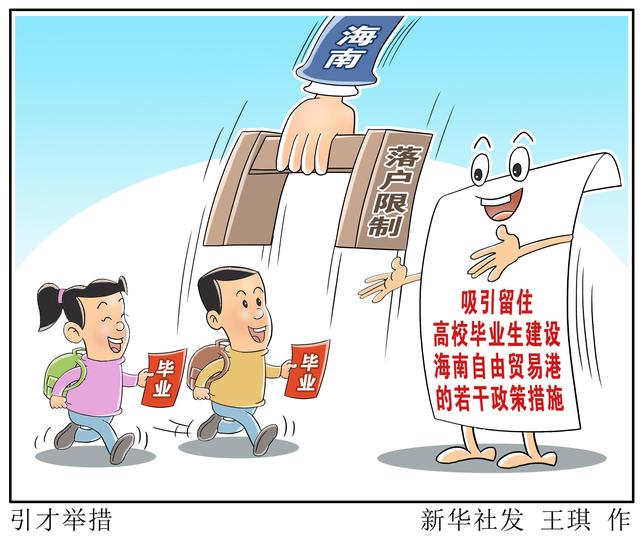 海南
落户限制
吸引留住
高校毕业生建设
海南自由贸易港
的若干政策措施
毕业
毕业
引才举措
新华社发 王琪 作